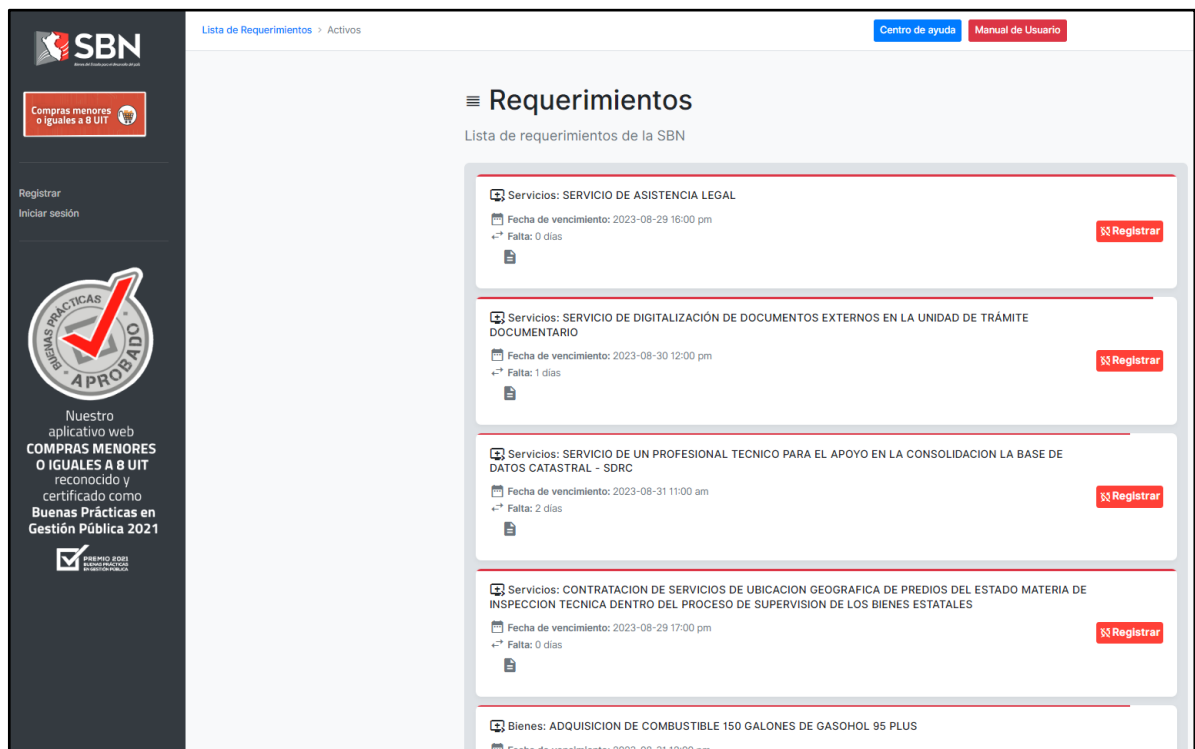 SBN
Bienes del Estado para el desarrollo del país
Compras menores
o iguales a 8 UIT
Registrar
Iniciar sesión
BUENAS PRÁCTICAS
APROBADO
Nuestro
aplicativo web
COMPRAS MENORES
O IGUALES A 8 UIT
reconocido y
certificado como
Buenas Prácticas en
Gestión Pública 2021
PREMIO 2021
BUENAS PRÁCTICAS
EN GESTIÓN PÚBLICA
Lista de Requerimientos > Activos
Centro de ayuda
Manual de Usuario
Requerimientos
Lista de requerimientos de la SBN
Servicios: SERVICIO DE ASISTENCIA LEGAL
Fecha de vencimiento: 2023-08-29 16:00 pm
Falta: 0 días
Registrar
Servicios: SERVICIO DE DIGITALIZACIÓN DE DOCUMENTOS EXTERNOS EN LA UNIDAD DE TRÁMITE
DOCUMENTARIO
Fecha de vencimiento: 2023-08-30 12:00 pm
Falta: 1 días
Registrar
Servicios: SERVICIO DE UN PROFESIONAL TECNICO PARA EL APOYO EN LA CONSOLIDACION LA BASE DE
DATOS CATASTRAL - SDRC
Fecha de vencimiento: 2023-08-31 11:00 am
Falta: 2 días
Registrar
Servicios: CONTRATACION DE SERVICIOS DE UBICACION GEOGRAFICA DE PREDIOS DEL ESTADO MATERIA DE
INSPECCION TECNICA DENTRO DEL PROCESO DE SUPERVISION DE LOS BIENES ESTATALES
Fecha de vencimiento: 2023-08-29 17:00 pm
Falta: 0 días
Registrar
Bienes: ADQUISICION DE COMBUSTIBLE 150 GALONES DE GASOHOL 95 PLUS